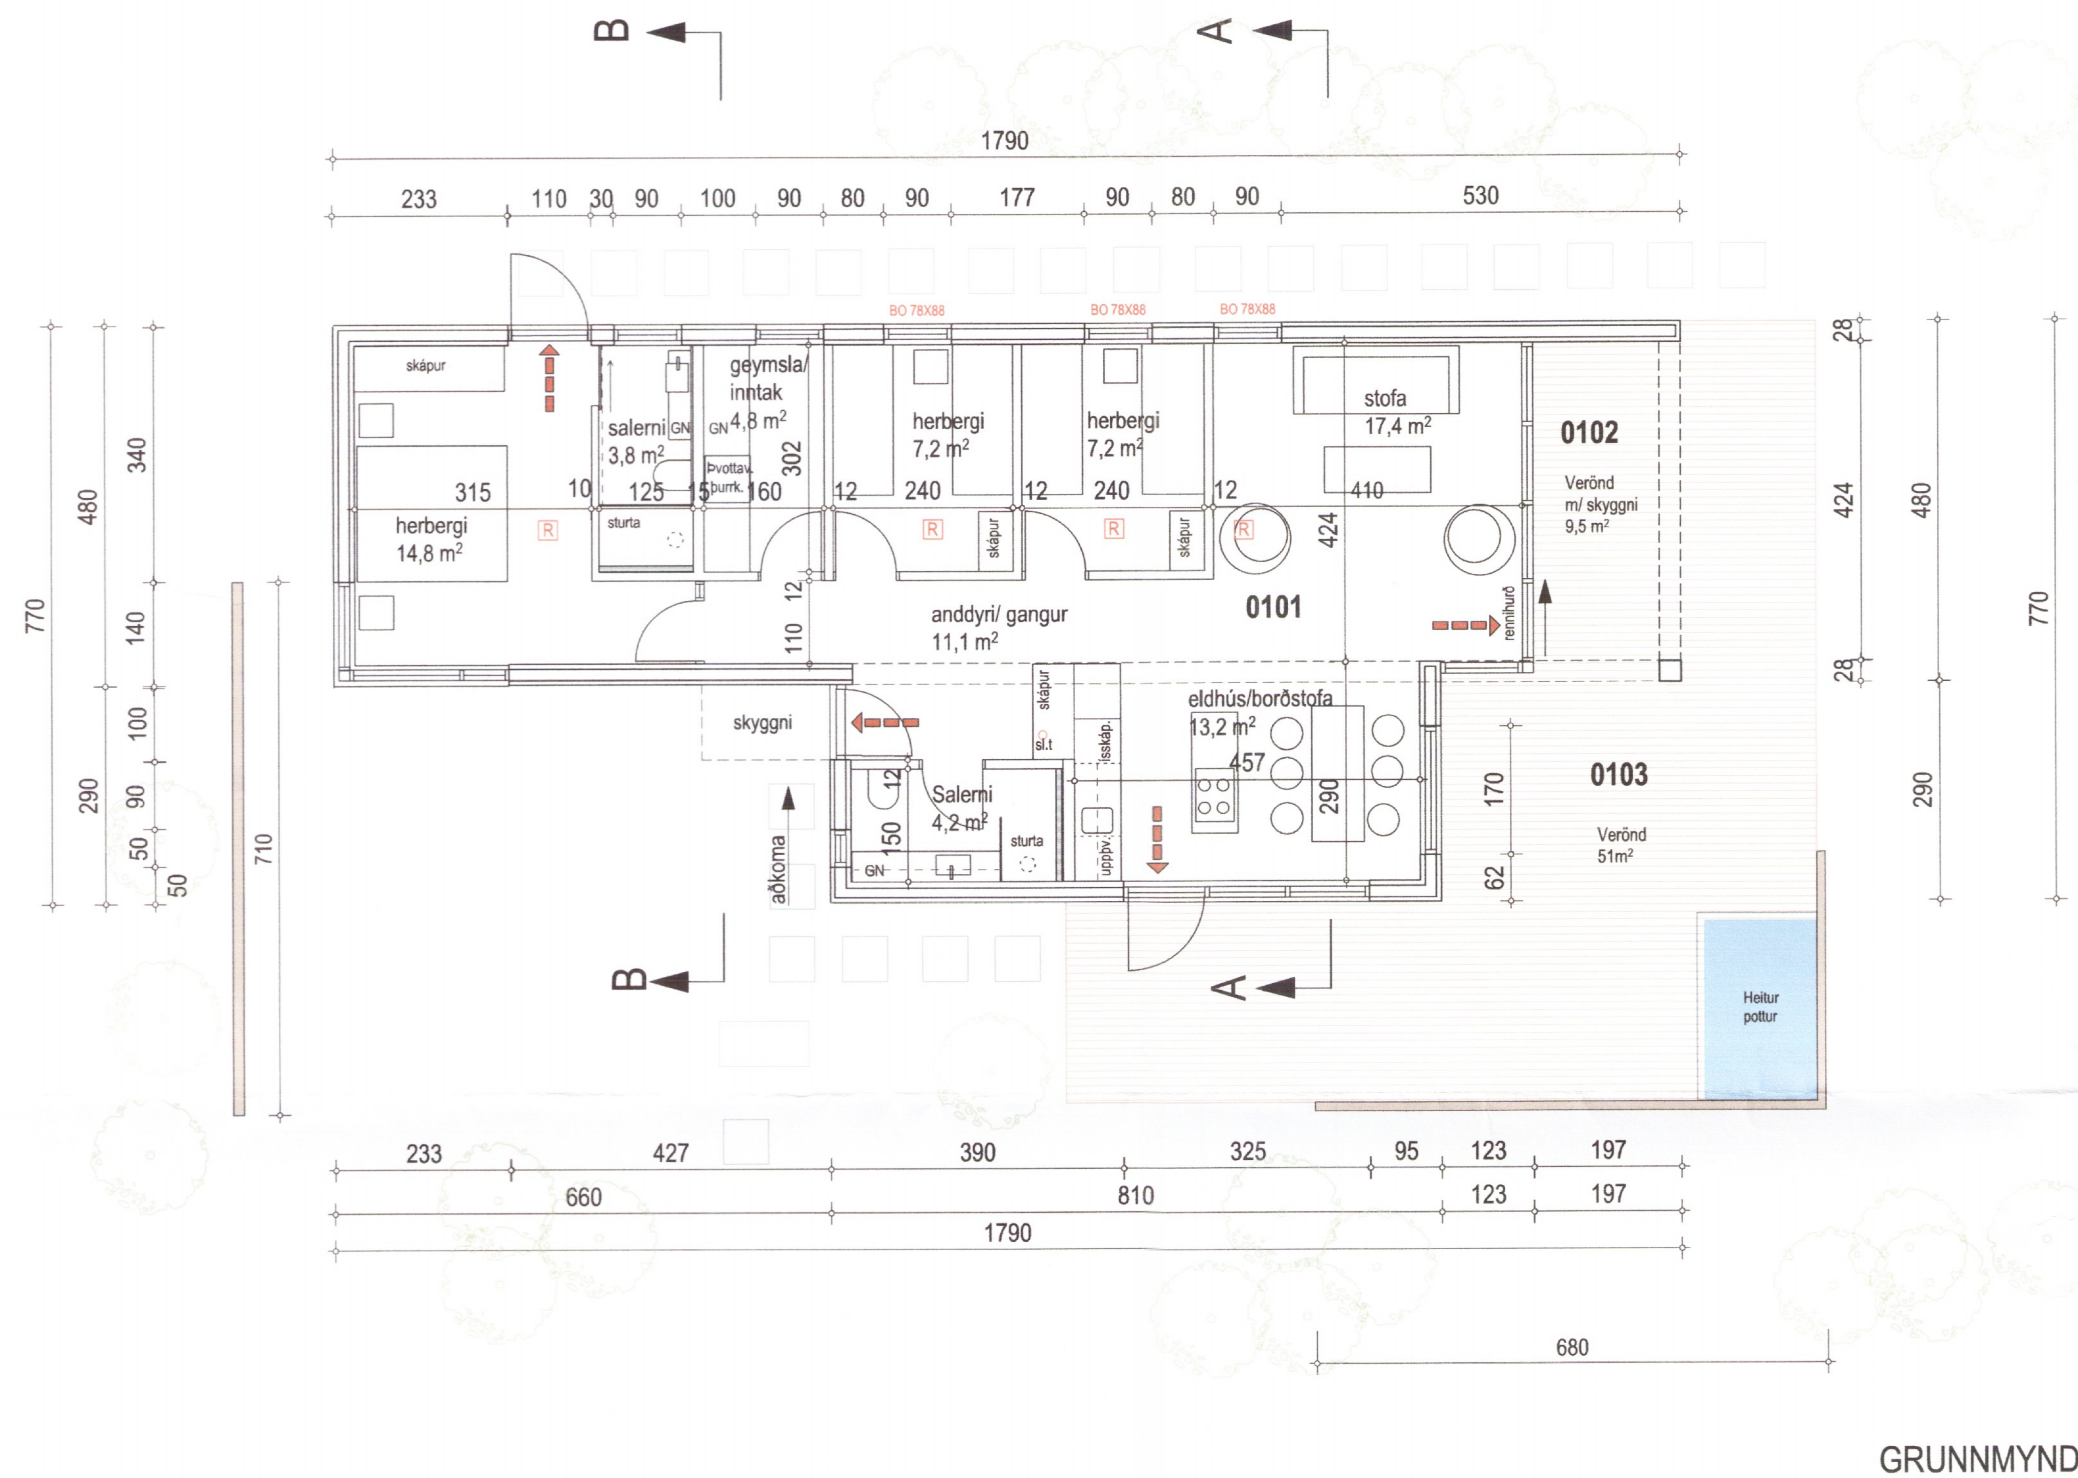 B
A
1790
233
110
30
90
100
90
80
90
177
90
80
90
530
BO 78X88
BO 78X88
BO 78X88
skápur
geymsla/
inntak
4,8 m²
salerni
3,8 m²
GN
GN
Þvottav.
þurrk.
302
herbergi
7,2 m²
herbergi
7,2 m²
stofa
17,4 m²
0102
Verönd
m/ skyggni
9,5 m²
315
10
125
15
160
12
240
12
240
12
410
herbergi
14,8 m²
R
sturta
R
skápur
R
skápur
R
424
12
110
anddyri/ gangur
11,1 m²
0101
rennihurð
skyggni
skápur
sl.t
ísskáp.
eldhús/borðstofa
13,2 m²
457
290
12
Salerni
4,2 m²
150
GN
sturta
uppþv.
aðkoma
170
62
0103
Verönd
51m²
Heitur
pottur
770
480
290
340
140
100
90
50
50
710
28
424
28
480
290
770
B
A
233
427
390
325
95
123
197
660
810
123
197
1790
680
GRUNNMYND